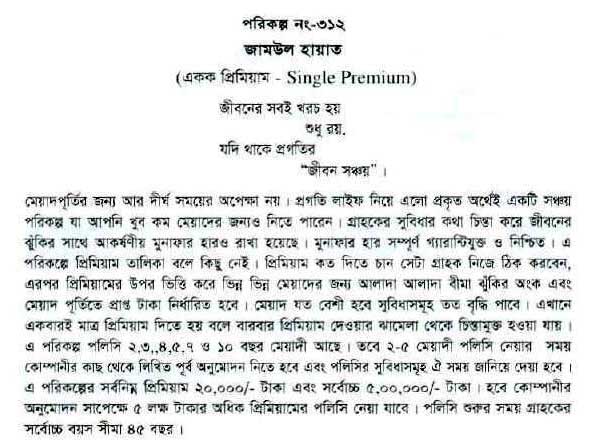 পরিকল্প নং-৩১২
জামউল হায়াত
(একক প্রিমিয়াম - Single Premium)
জীবনের সবই খরচ হয়
শুধু রয়.
যদি থাকে প্রগতির
“জীবন সঞ্চয়” ।
মেয়াদপূর্তির জন্য আর দীর্ঘ সময়ের অপেক্ষা নয় । প্রগতি লাইফ নিয়ে এলো প্রকৃত অর্থেই একটি সঞ্চয়
পরিকল্প যা আপনি খুব কম মেয়াদের জন্যও নিতে পারেন । গ্রাহকের সুবিধার কথা চিন্তা করে জীবনের
ঝুঁকির সাথে আকর্ষণীয় মুনাফার হারও রাখা হয়েছে । মুনাফার হার সম্পূর্ণ গ্যারান্টিযুক্ত ও নিশ্চিত । এ
পরিকল্পে প্রিমিয়াম তালিকা বলে কিছু নেই । প্রিমিয়াম কত দিতে চান সেটা গ্রাহক নিজে ঠিক করবেন,
এরপর প্রিমিয়ামের উপর ভিত্তি করে ভিন্ন ভিন্ন মেয়াদের জন্য আলাদা আলাদা বীমা ঝুঁকির অংক এবং
মেয়াদ পূর্তিতে প্রাপ্ত টাকা নির্ধারিত হবে । মেয়াদ যত বেশী হবে সুবিধাসমূহ তত বৃদ্ধি পাবে । এখানে
একবারই মাত্র প্রিমিয়াম দিতে হয় বলে বারবার প্রিমিয়াম দেওয়ার ঝামেলা থেকে চিন্তামুক্ত হওয়া যায় ।
এ পরিকল্প পলিসি ২,৩,,৪,৫,৭ ও ১০ বছর মেয়াদী আছে । তবে ২-৫ মেয়াদী পলিসি নেয়ার সময়
কোম্পানীর কাছ থেকে লিখিত পূর্ব অনুমোদন নিতে হবে এবং পলিসির সুবিধাসমূহ ঐ সময় জানিয়ে দেয়া হবে ।
এ পরিকল্পের সর্বনিম্ন প্রিমিয়াম ২০,০০০/- টাকা এবং সর্বোচ্চ ৫,০০,০০০/- টাকা । হবে কোম্পানীর
অনুমোদন সাপেক্ষে ৫ লক্ষ টাকার অধিক প্রিমিয়ামের পলিসি নেয়া যাবে । পলিসি শুরুর সময় গ্রাহকের
সর্বোচ্চ বয়স সীমা ৪৫ বছর ।